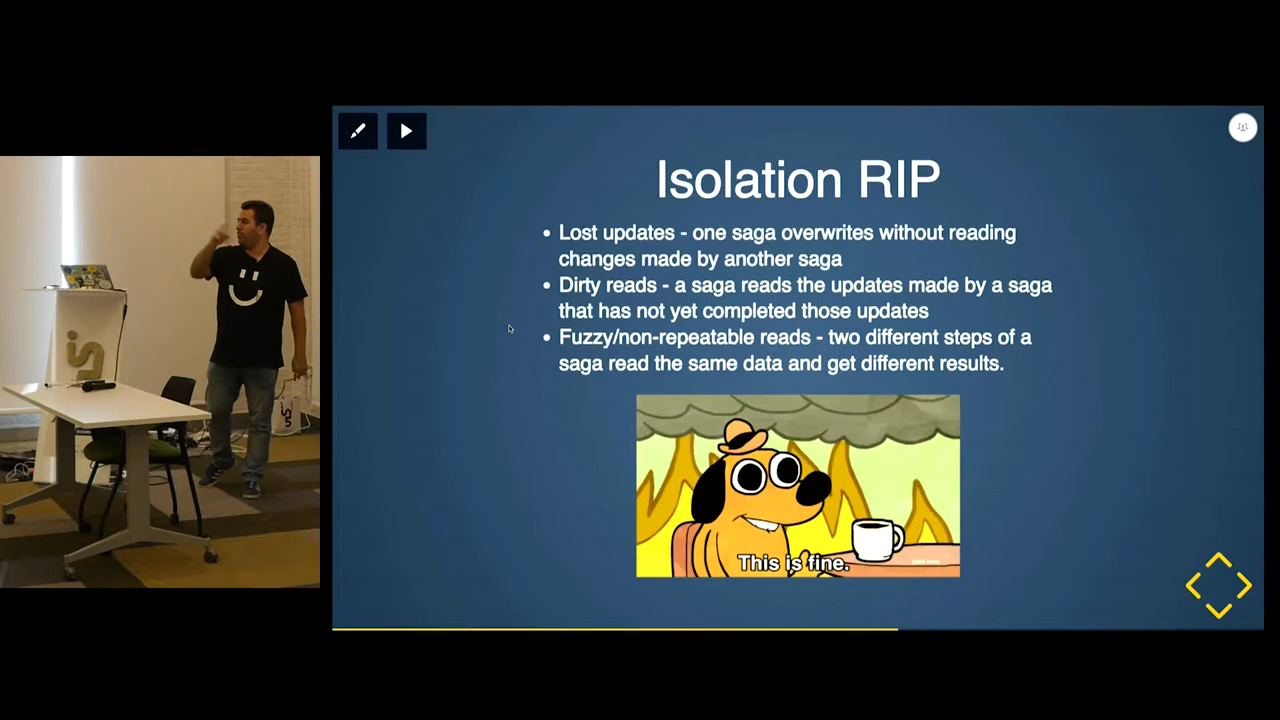 Isolation RIP
• Lost updates - one saga overwrites without reading
changes made by another saga
• Dirty reads - a saga reads the updates made by a saga
that has not yet completed those updates
• Fuzzy/non-repeatable reads - two different steps of a
saga read the same data and get different results.
This is fine.